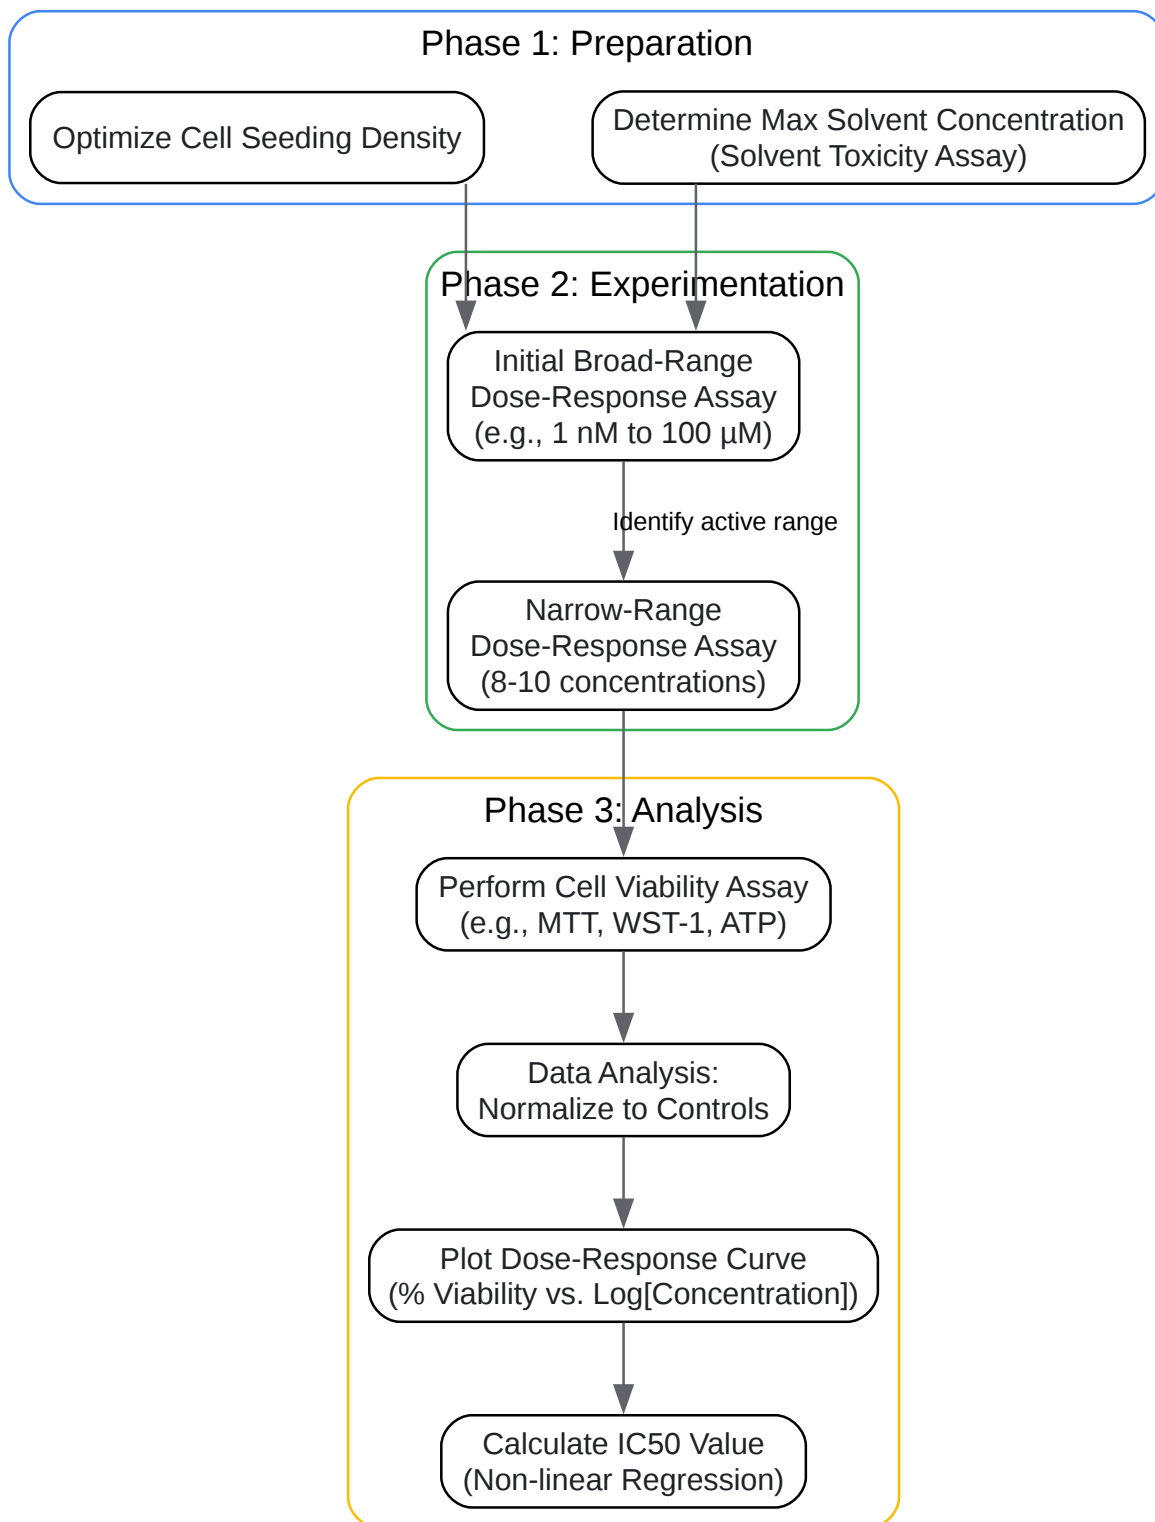 Phase 1: Preparation
Optimize Cell Seeding Density
Determine Max Solvent Concentration
(Solvent Toxicity Assay)
Phase 2: Experimentation
Initial Broad-Range
Dose-Response Assay
(e.g., 1 nM to 100 µM)
Identify active range
Narrow-Range
Dose-Response Assay
(8-10 concentrations)
Phase 3: Analysis
Perform Cell Viability Assay
(e.g., MTT, WST-1, ATP)
Data Analysis:
Normalize to Controls
Plot Dose-Response Curve
(% Viability vs. Log[Concentration])
Calculate IC50 Value
(Non-linear Regression)